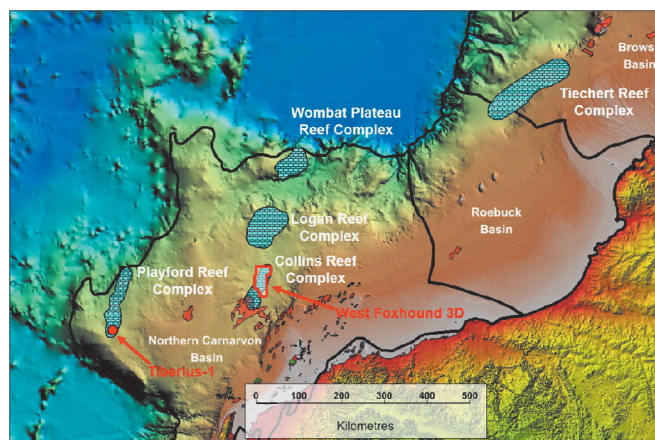 Brows
Basin
Tiechert Reef
Complex
Wombat Plateau
Reef Complex
Roebuck
Basin
Logan Reef
Complex
Collins Reef
Complex
Playford Reef
Complex
West Foxhound 3D
Northern Carnarvon
Basin
Tiberius-1
0 100 200 300 400 500
Kilometres